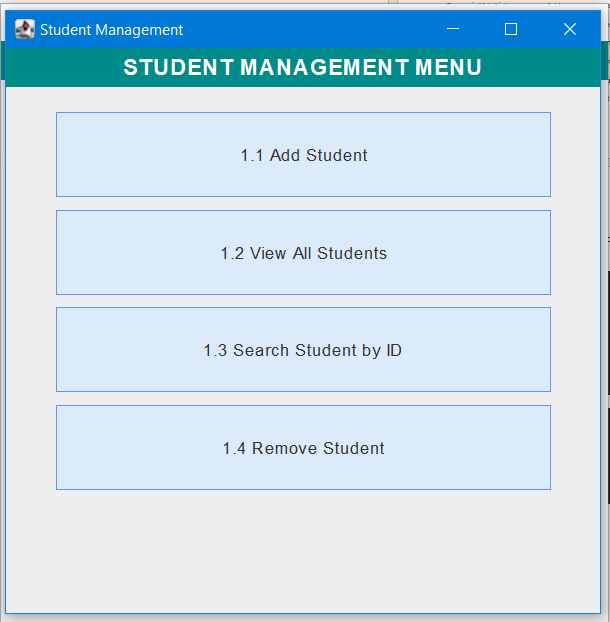 Student Management
STUDENT MANAGEMENT MENU
1.1 Add Student
1.2 View All Students
1.3 Search Student by ID
1.4 Remove Student